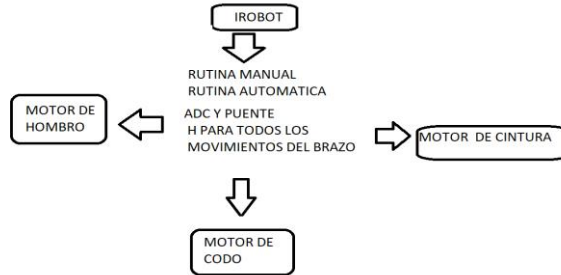 IROBOT
RUTINA MANUAL
RUTINA AUTOMATICA
ADC Y PUENTE
H PARA TODOS LOS
MOVIMIENTOS DEL BRAZO
MOTOR DE
HOMBRO
MOTOR DE CINTURA
MOTOR DE
CODO